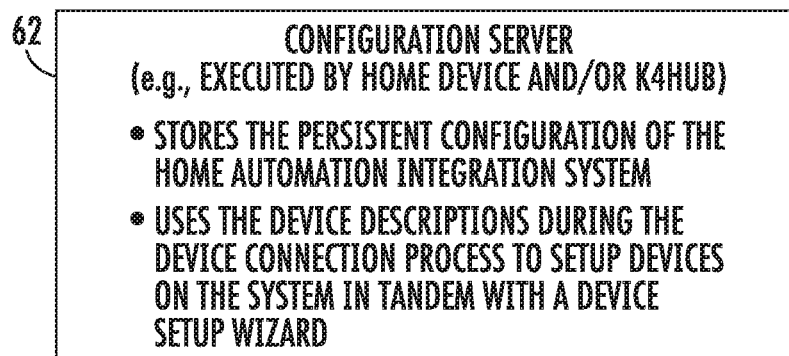 62
CONFIGURATION SERVER
(e.g., EXECUTED BY HOME DEVICE AND/OR K4HUB)
• STORES THE PERSISTENT CONFIGURATION OF THE
HOME AUTOMATION INTEGRATION SYSTEM
• USES THE DEVICE DESCRIPTIONS DURING THE
DEVICE CONNECTION PROCESS TO SETUP DEVICES
ON THE SYSTEM IN TANDEM WITH A DEVICE
SETUP WIZARD